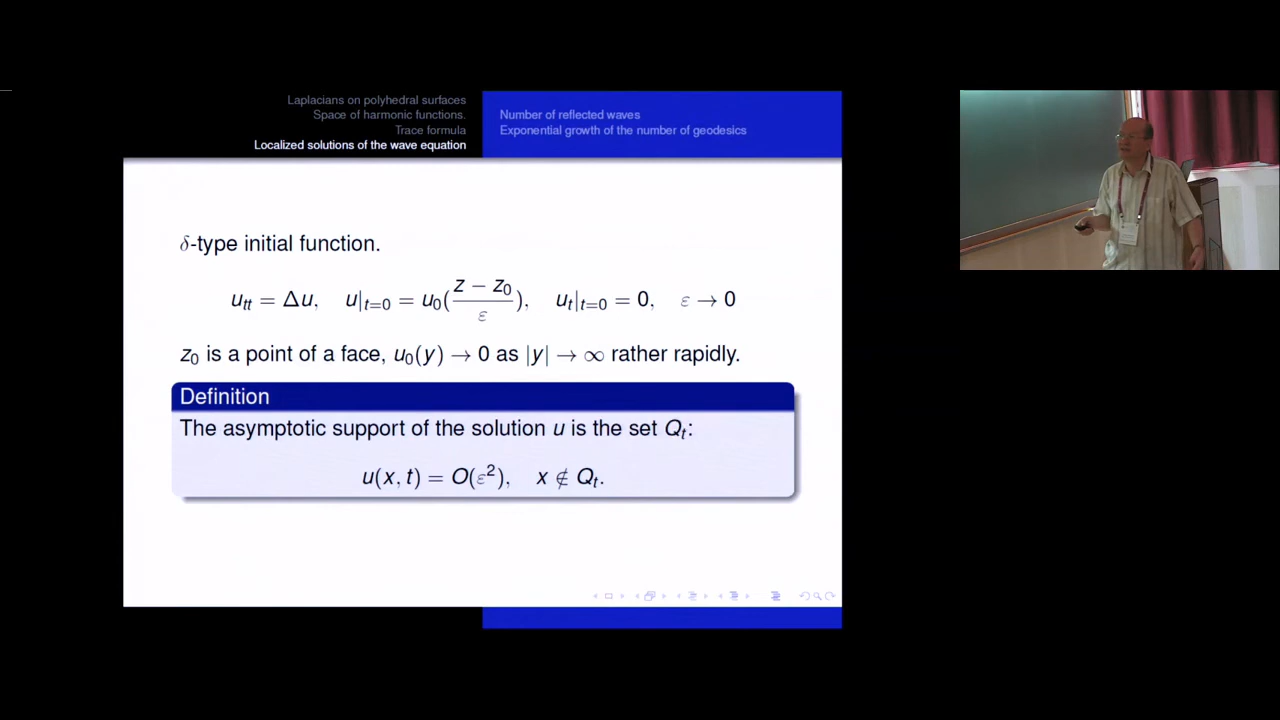 Laplacians on polyhedral surfaces
Space of harmonic functions.
Trace formula
Localized solutions of the wave equation
Number of reflected waves
Exponential growth of the number of geodesics
δ-type initial function.
u_tt = Δu, u|_{t=0} = u_0((z − z_0)/ε), u_t|_{t=0} = 0, ε → 0
z_0 is a point of a face, u_0(y) → 0 as |y| → ∞ rather rapidly.
Definition
The asymptotic support of the solution u is the set Q_t:
u(x, t) = O(ε²), x ∉ Q_t.